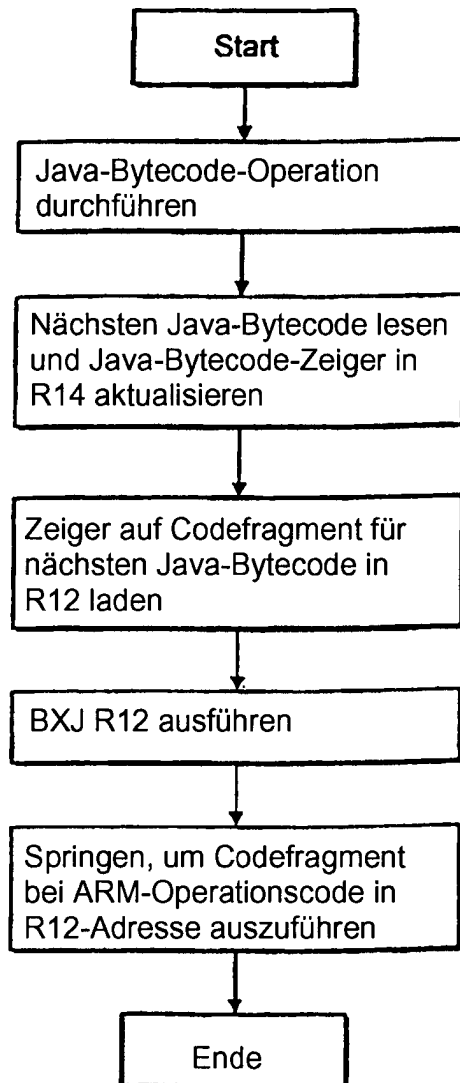 Start
Java-Bytecode-Operation
durchführen
Nächsten Java-Bytecode lesen
und Java-Bytecode-Zeiger in
R14 aktualisieren
Zeiger auf Codefragment für
nächsten Java-Bytecode in
R12 laden
BXJ R12 ausführen
Springen, um Codefragment
bei ARM-Operationscode in
R12-Adresse auszuführen
Ende